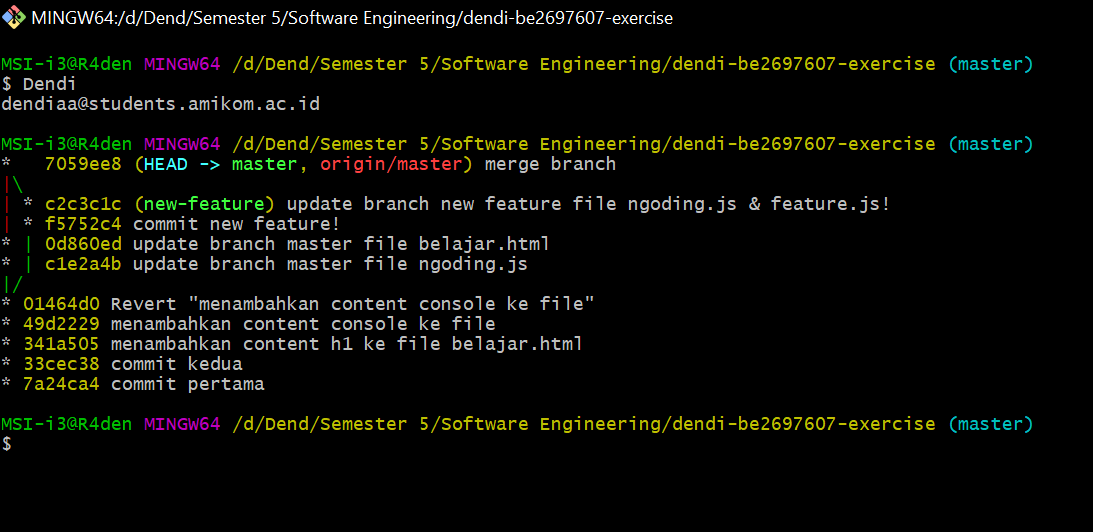 MINGW64:/d/Dend/Semester 5/Software Engineering/dendi-be2697607-exercise
MSI-i3@R4den MINGW64 /d/Dend/Semester 5/Software Engineering/dendi-be2697607-exercise (master)
$ Dendi
dendiaa@students.amikom.ac.id
MSI-i3@R4den MINGW64 /d/Dend/Semester 5/Software Engineering/dendi-be2697607-exercise (master)
*   7059ee8 (HEAD -> master, origin/master) merge branch
|\
| * c2c3c1c (new-feature) update branch new feature file ngoding.js & feature.js!
| * f5752c4 commit new feature!
* | 0d860ed update branch master file belajar.html
* | c1e2a4b update branch master file ngoding.js
|/
* 01464d0 Revert "menambahkan content console ke file"
* 49d2229 menambahkan content console ke file
* 341a505 menambahkan content h1 ke file belajar.html
* 33cec38 commit kedua
* 7a24ca4 commit pertama
MSI-i3@R4den MINGW64 /d/Dend/Semester 5/Software Engineering/dendi-be2697607-exercise (master)
$